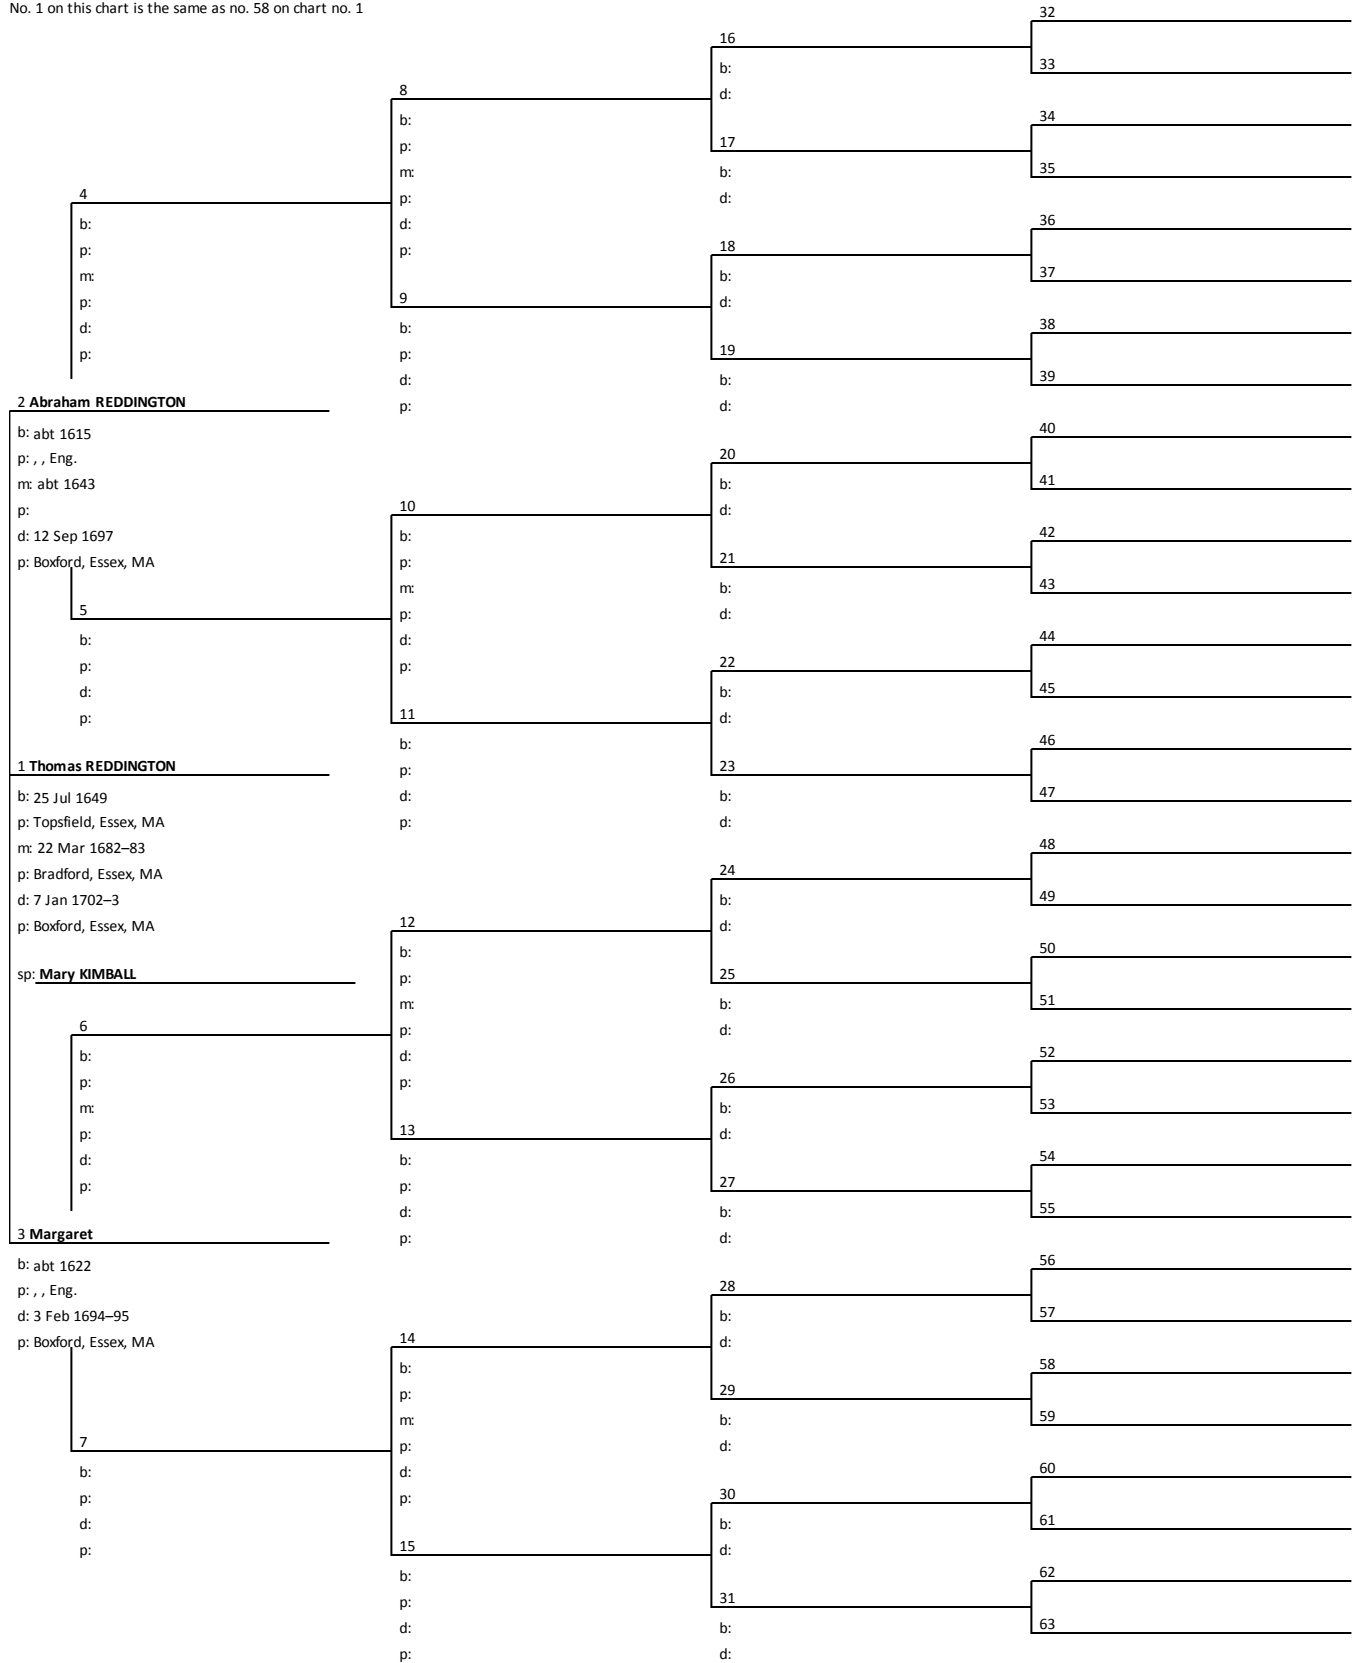 No. 1 on this chart is the same as no. 58 on chart no. 1
4
b:
p:
m:
p:
d:
p:
2 Abraham REDDINGTON
b: abt 1615
p: , , Eng.
m: abt 1643
p:
d: 12 Sep 1697
p: Boxford, Essex, MA
5
b:
p:
d:
p:
1 Thomas REDDINGTON
b: 25 Jul 1649
p: Topsfield, Essex, MA
m: 22 Mar 1682–83
p: Bradford, Essex, MA
d: 7 Jan 1702–3
p: Boxford, Essex, MA
sp: Mary KIMBALL
6
b:
p:
m:
p:
d:
p:
3 Margaret
b: abt 1622
p: , , Eng.
d: 3 Feb 1694–95
p: Boxford, Essex, MA
7
b:
p:
d:
p:
8
b:
p:
m:
p:
d:
p:
9
b:
p:
d:
p:
10
b:
p:
m:
p:
d:
p:
11
b:
p:
d:
p:
12
b:
p:
m:
p:
d:
p:
13
b:
p:
d:
p:
14
b:
p:
m:
p:
d:
p:
15
b:
p:
d:
p:
16
b:
d:
17
b:
d:
18
b:
d:
19
b:
d:
20
b:
d:
21
b:
d:
22
b:
d:
23
b:
d:
24
b:
d:
25
b:
d:
26
b:
d:
27
b:
d:
28
b:
d:
29
b:
d:
30
b:
d:
31
b:
d:
32
33
34
35
36
37
38
39
40
41
42
43
44
45
46
47
48
49
50
51
52
53
54
55
56
57
58
59
60
61
62
63